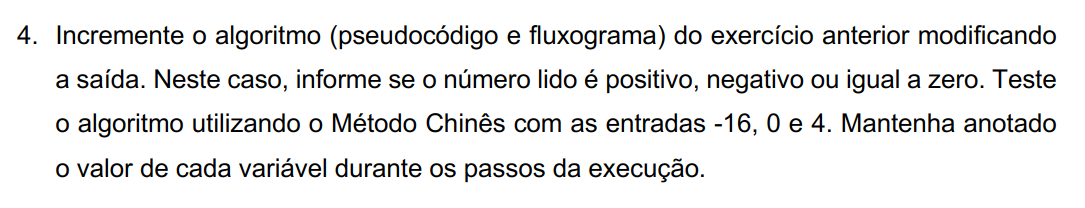 4. Incremente o algoritmo (pseudocódigo e fluxograma) do exercício anterior modificando
a saída. Neste caso, informe se o número lido é positivo, negativo ou igual a zero. Teste
o algoritmo utilizando o Método Chinês com as entradas -16, 0 e 4. Mantenha anotado
o valor de cada variável durante os passos da execução.